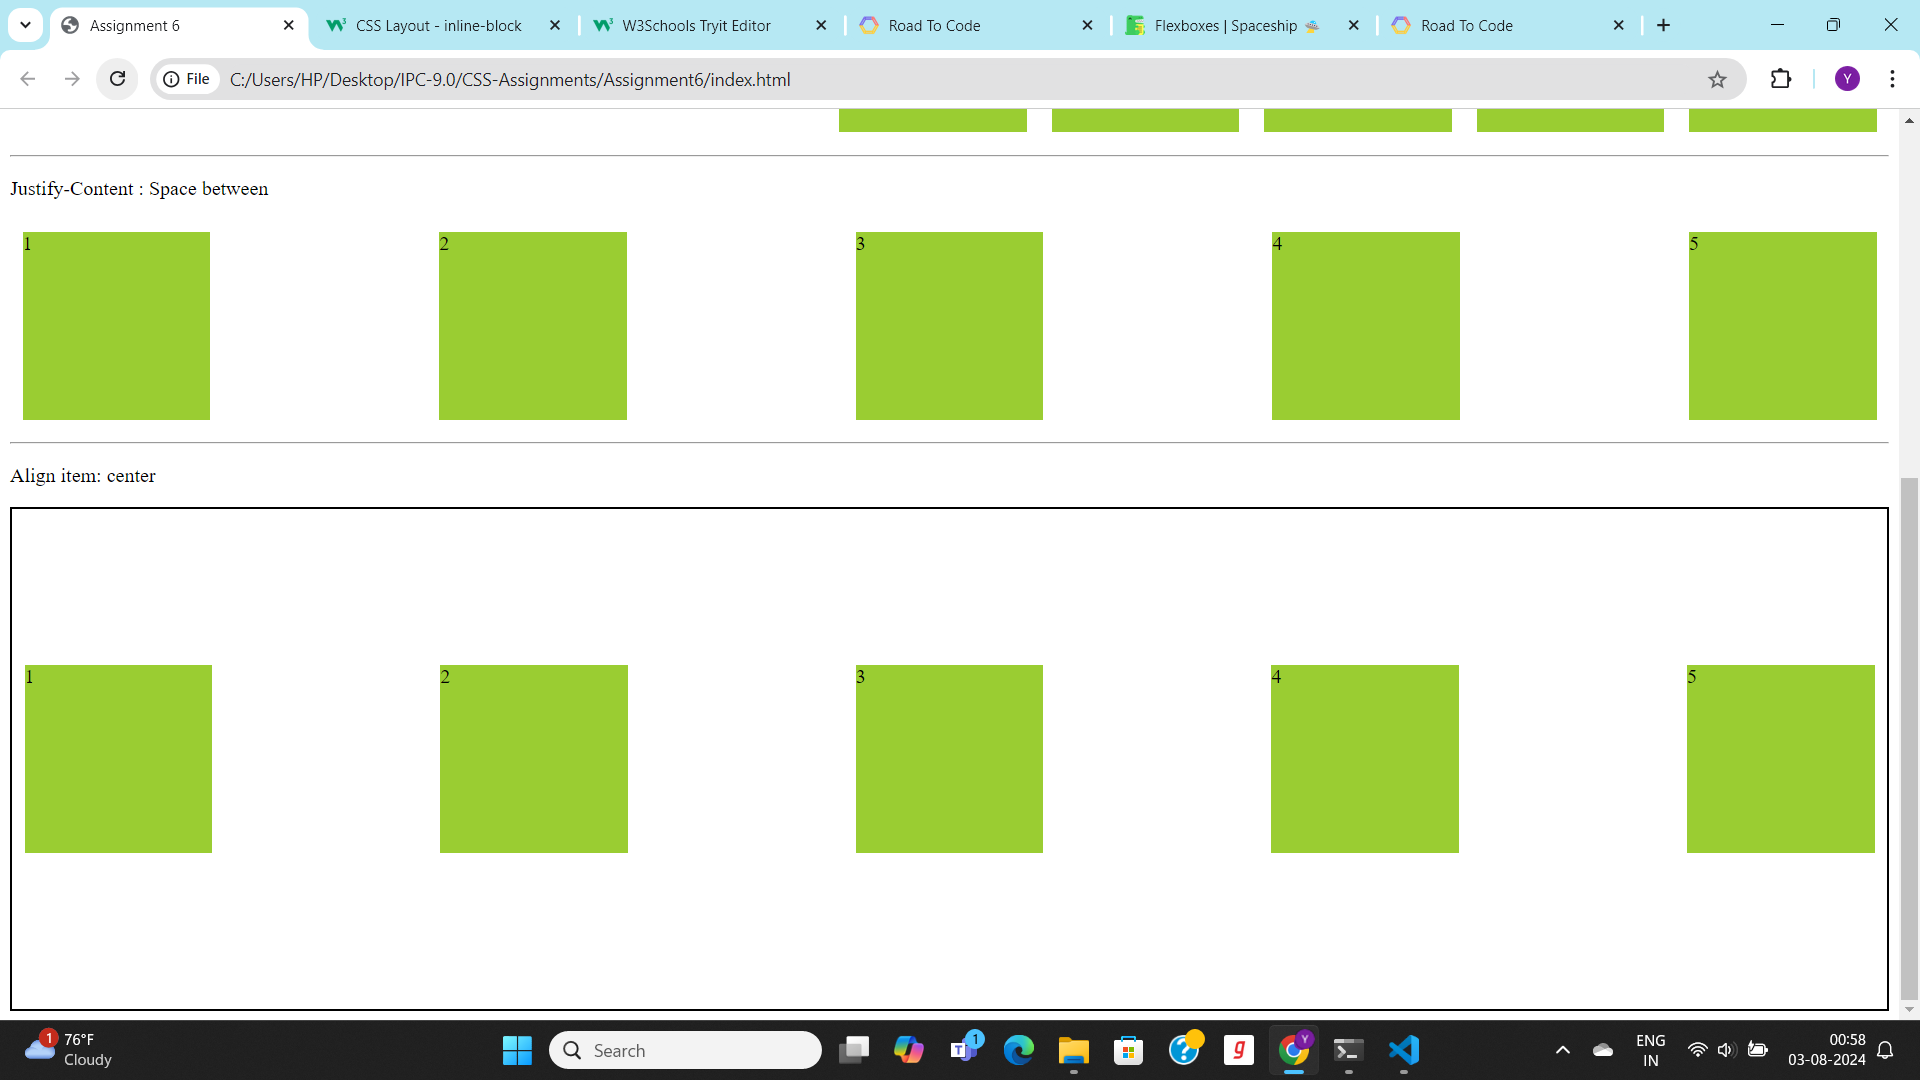 Assignment 6
CSS Layout - inline-block
W3Schools Tryit Editor
Road To Code
Flexboxes | Spaceship
Road To Code
File
C:/Users/HP/Desktop/IPC-9.0/CSS-Assignments/Assignment6/index.html
Y
Justify-Content : Space between
1 2 3 4 5
Align item: center
1 2 3 4 5
1
76°F
Cloudy
Search
1
T
?
g
Y
ENG
IN
00:58
03-08-2024